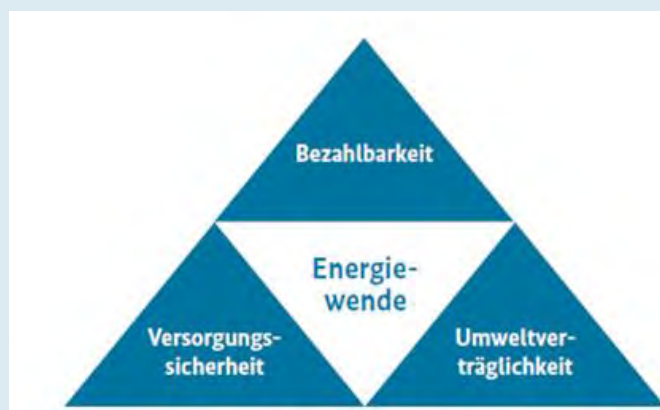 Bezahlbarkeit
Energie-
wende
Versorgungs-
sicherheit
Umweltver-
träglichkeit